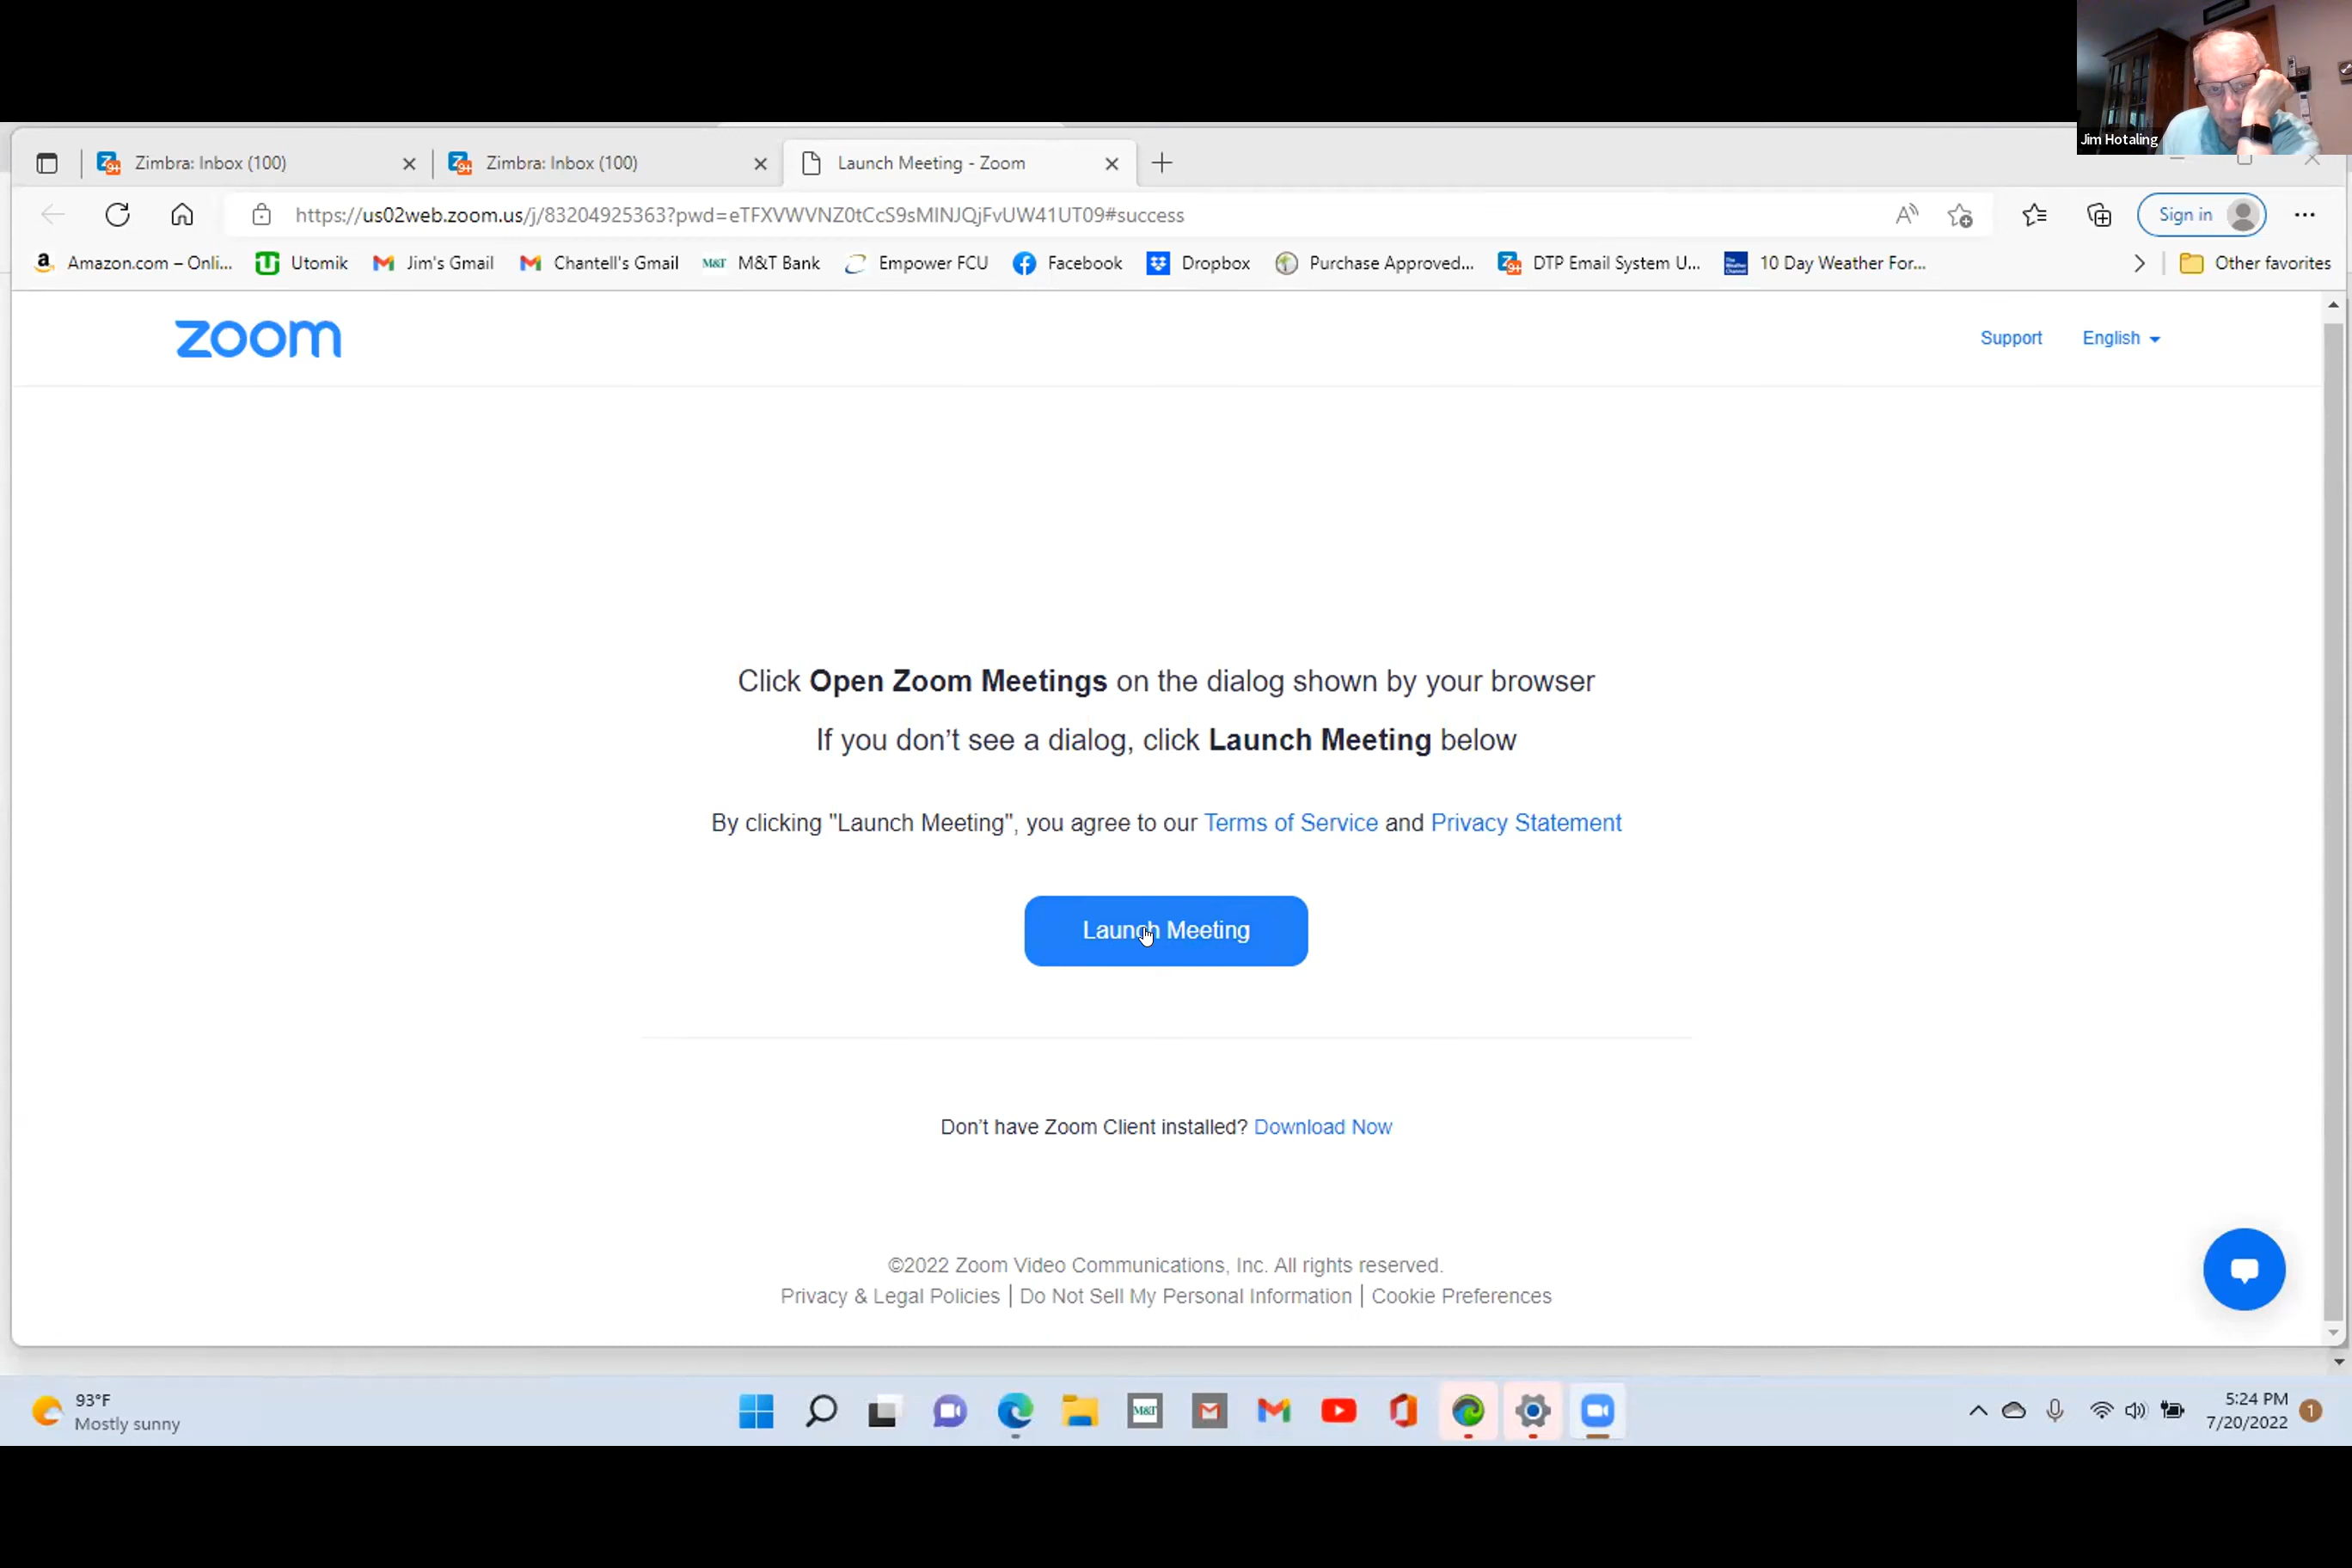 Jim Hotaling
Zimbra: Inbox (100)
Zimbra: Inbox (100)
Launch Meeting - Zoom
https://us02web.zoom.us/j/83204925363?pwd=eTFXVWVNZ0tCcS9sMlNJQjFvUW41UT09#success
Sign in
Amazon.com – Onli... Utomik Jim's Gmail Chantell's Gmail M&T M&T Bank Empower FCU Facebook Dropbox Purchase Approved... DTP Email System U... 10 Day Weather For... Other favorites
zoom
Support English
Click Open Zoom Meetings on the dialog shown by your browser
If you don’t see a dialog, click Launch Meeting below
By clicking "Launch Meeting", you agree to our Terms of Service and Privacy Statement
Launch Meeting
Don’t have Zoom Client installed? Download Now
©2022 Zoom Video Communications, Inc. All rights reserved.
Privacy & Legal Policies | Do Not Sell My Personal Information | Cookie Preferences
93°F
Mostly sunny
M&T
5:24 PM
7/20/2022
1